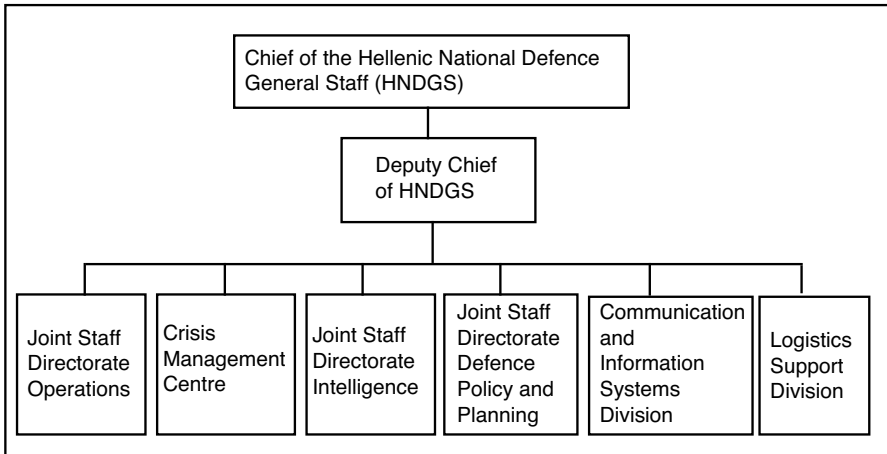 Chief of the Hellenic National Defence
General Staff (HNDGS)
Deputy Chief
of HNDGS
Joint Staff
Directorate
Operations
Crisis
Management
Centre
Joint Staff
Directorate
Intelligence
Joint Staff
Directorate
Defence
Policy and
Planning
Communication
and
Information
Systems
Division
Logistics
Support
Division